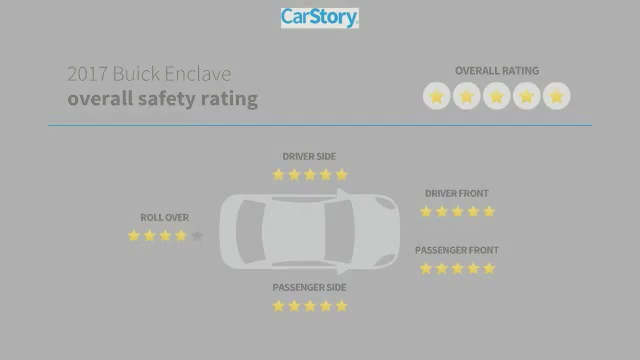 CarStory
2017 Buick Enclave
overall safety rating
OVERALL RATING
DRIVER SIDE
DRIVER FRONT
ROLL OVER
PASSENGER FRONT
PASSENGER SIDE